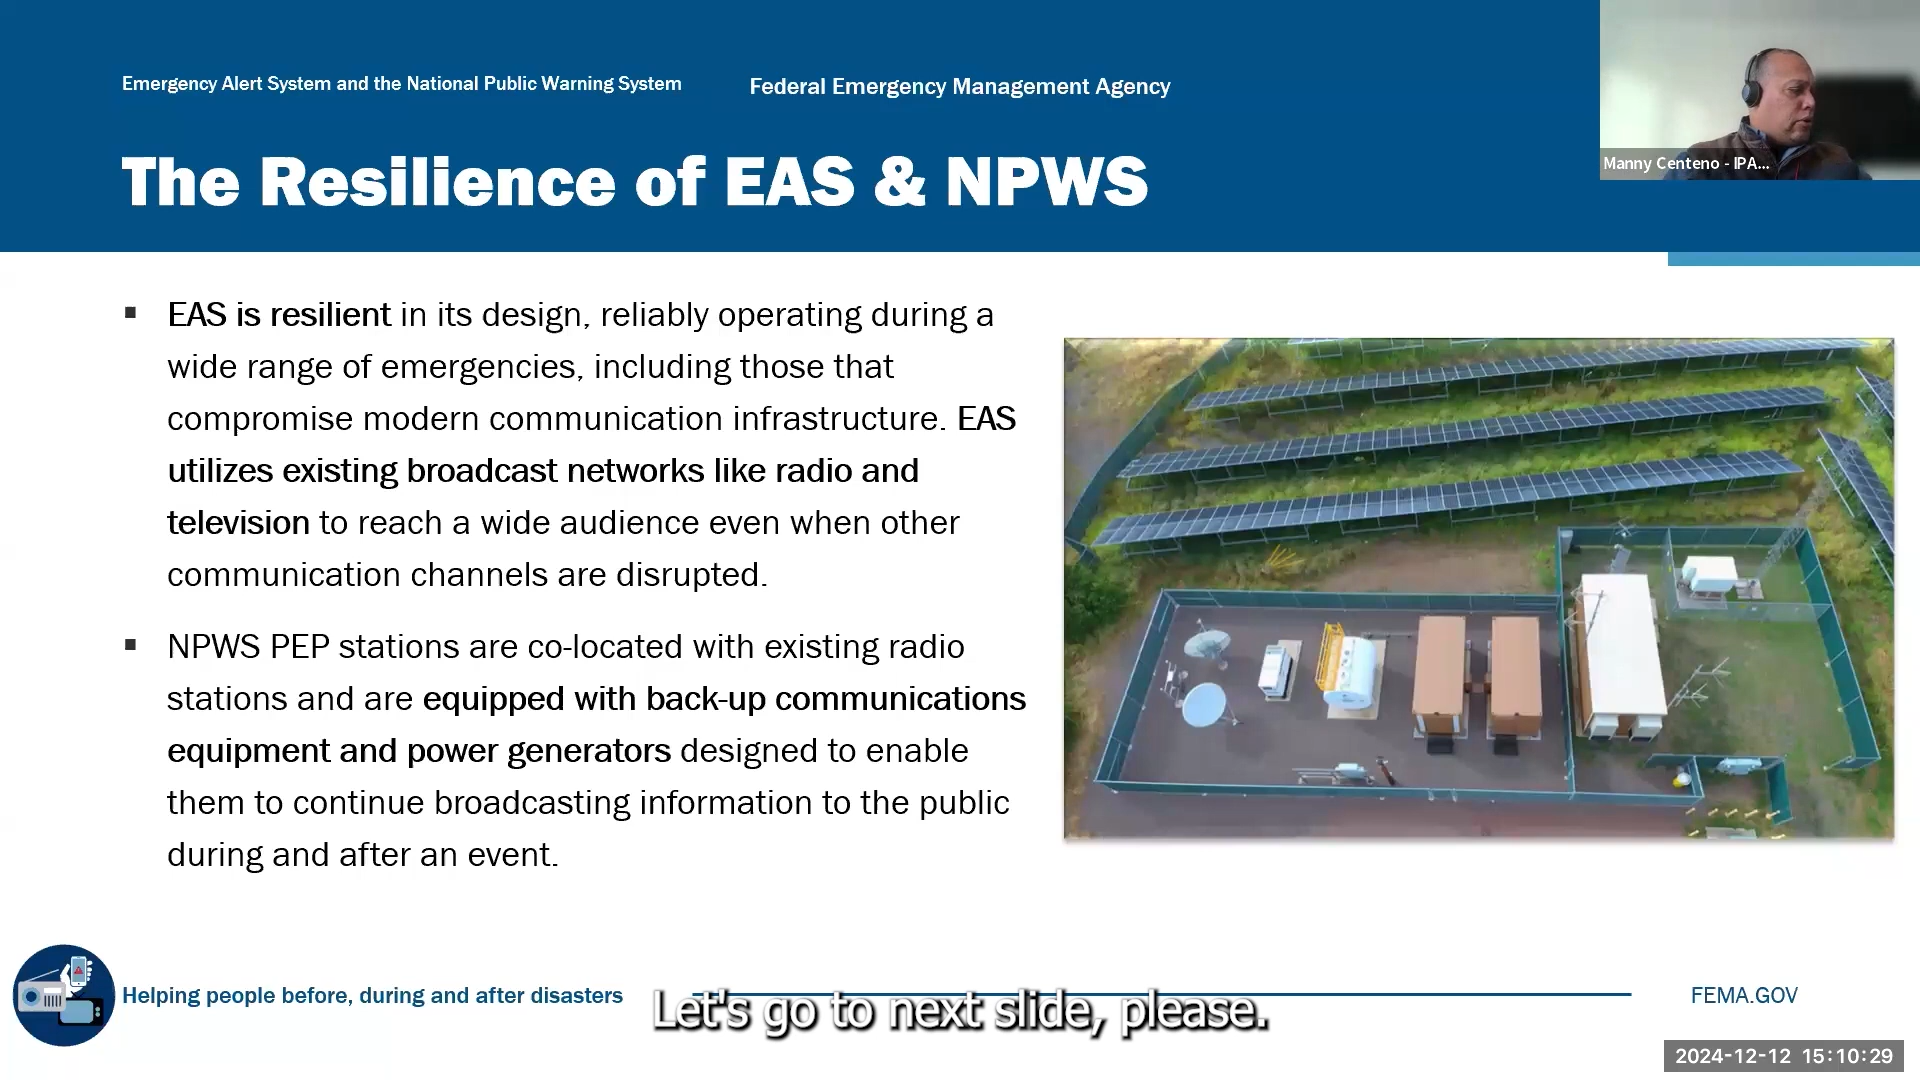 Emergency Alert System and the National Public Warning System
Federal Emergency Management Agency
The Resilience of EAS & NPWS
Manny Centeno - IPA...
▪ EAS is resilient in its design, reliably operating during a
wide range of emergencies, including those that
compromise modern communication infrastructure. EAS
utilizes existing broadcast networks like radio and
television to reach a wide audience even when other
communication channels are disrupted.
▪ NPWS PEP stations are co-located with existing radio
stations and are equipped with back-up communications
equipment and power generators designed to enable
them to continue broadcasting information to the public
during and after an event.
Helping people before, during and after disasters
Let's go to next slide, please.
FEMA.GOV
2024-12-12 15:10:29